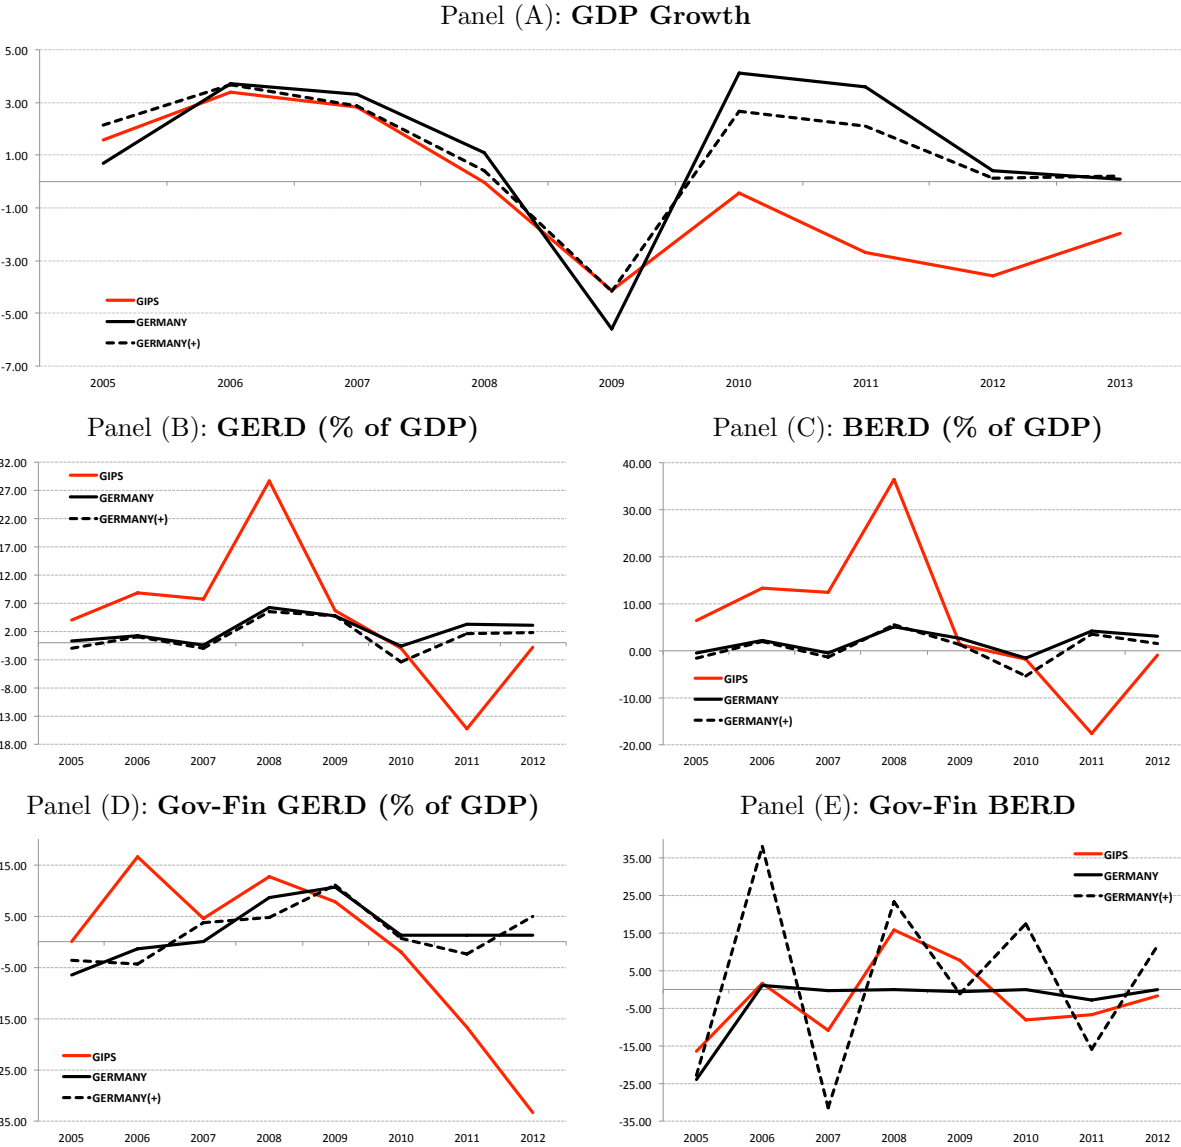 Panel (A): GDP Growth
5.00
3.00
1.00
-1.00
-3.00
-5.00
-7.00
GIPS
GERMANY
GERMANY(+)
2005 2006 2007 2008 2009 2010 2011 2012 2013
Panel (B): GERD (% of GDP)
32.00
27.00
22.00
17.00
12.00
7.00
2.00
-3.00
-8.00
13.00
18.00
GIPS
GERMANY
GERMANY(+)
2005 2006 2007 2008 2009 2010 2011 2012
Panel (C): BERD (% of GDP)
40.00
30.00
20.00
10.00
0.00
-10.00
-20.00
GIPS
GERMANY
GERMANY(+)
2005 2006 2007 2008 2009 2010 2011 2012
Panel (D): Gov-Fin GERD (% of GDP)
15.00
5.00
-5.00
15.00
25.00
35.00
GIPS
GERMANY
GERMANY(+)
2005 2006 2007 2008 2009 2010 2011 2012
Panel (E): Gov-Fin BERD
35.00
25.00
15.00
5.00
-5.00
-15.00
-25.00
-35.00
GIPS
GERMANY
GERMANY(+)
2005 2006 2007 2008 2009 2010 2011 2012